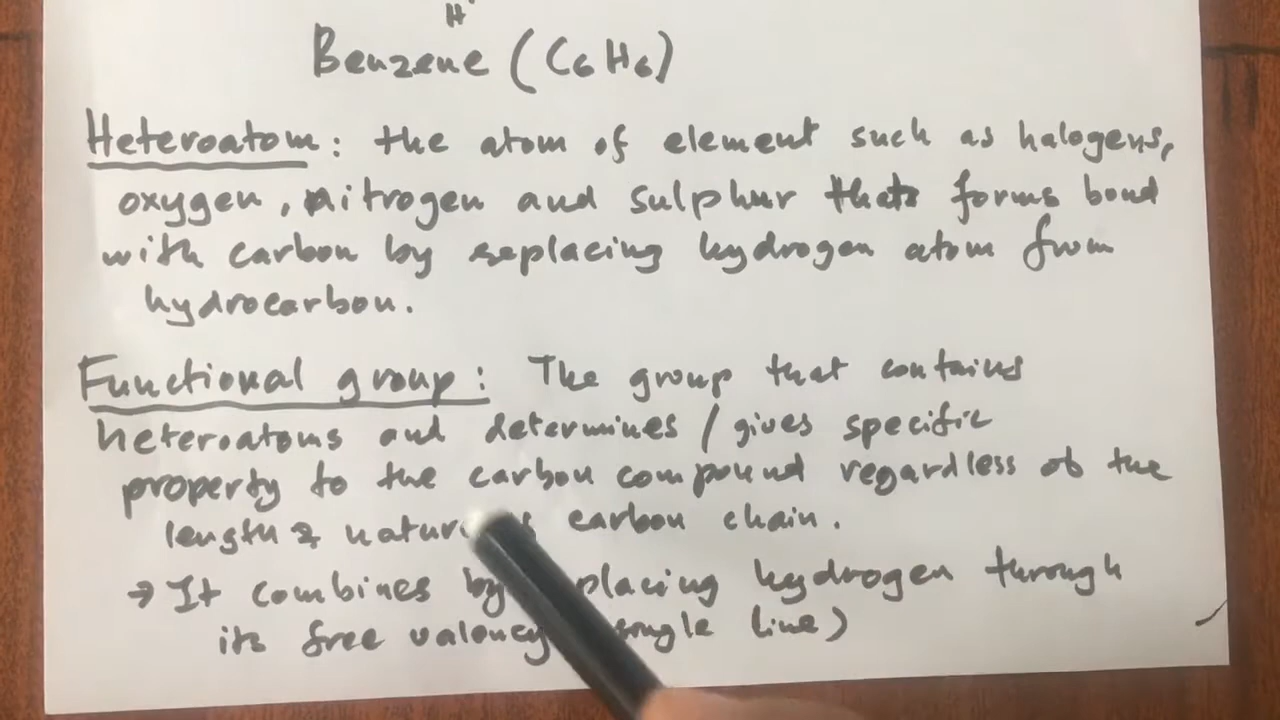 H
Benzene (C6H6)
Heteroatom: the atom of element such as halogens,
oxygen, nitrogen and sulphur that forms bond
with carbon by replacing hydrogen atom from
hydrocarbon.
Functional group: The group that contains
heteroatoms and determines / gives specific
property to the carbon compound regardless of the
length & nature carbon chain.
→ It combines by placing hydrogen through
its free valency single line)